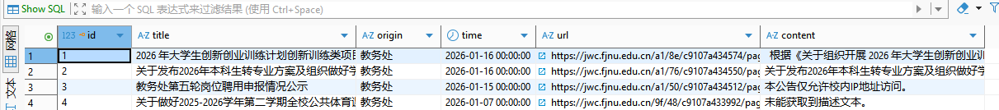 Show SQL 输入一个 SQL 表达式来过滤结果 (使用 Ctrl+Space)
网格
文本
123 id A-Z title A-Z origin time A-Z url A-Z content
1 1 2026 年大学生创新创业训练计划创新训练类项目 教务处 2026-01-16 00:00:00 https://jwc.fjnu.edu.cn/a1/8e/c9107a434574/pag 根据《关于组织开展 2026 年大学生创新创业训
2 2 关于发布2026年本科生转专业方案及组织做好学 教务处 2026-01-16 00:00:00 https://jwc.fjnu.edu.cn/a1/76/c9107a434550/pag 关于发布2026年本科生转专业方案及组织做好学
3 3 教务处第五轮岗位聘用申报情况公示 教务处 2026-01-15 00:00:00 https://jwc.fjnu.edu.cn/a1/50/c9107a434512/pag 本公告仅允许校内IP地址访问。
4 4 关于做好2025-2026学年第二学期全校公共体育课 教务处 2026-01-07 00:00:00 https://jwc.fjnu.edu.cn/9f/48/c9107a433992/pag 未能获取到描述文本。